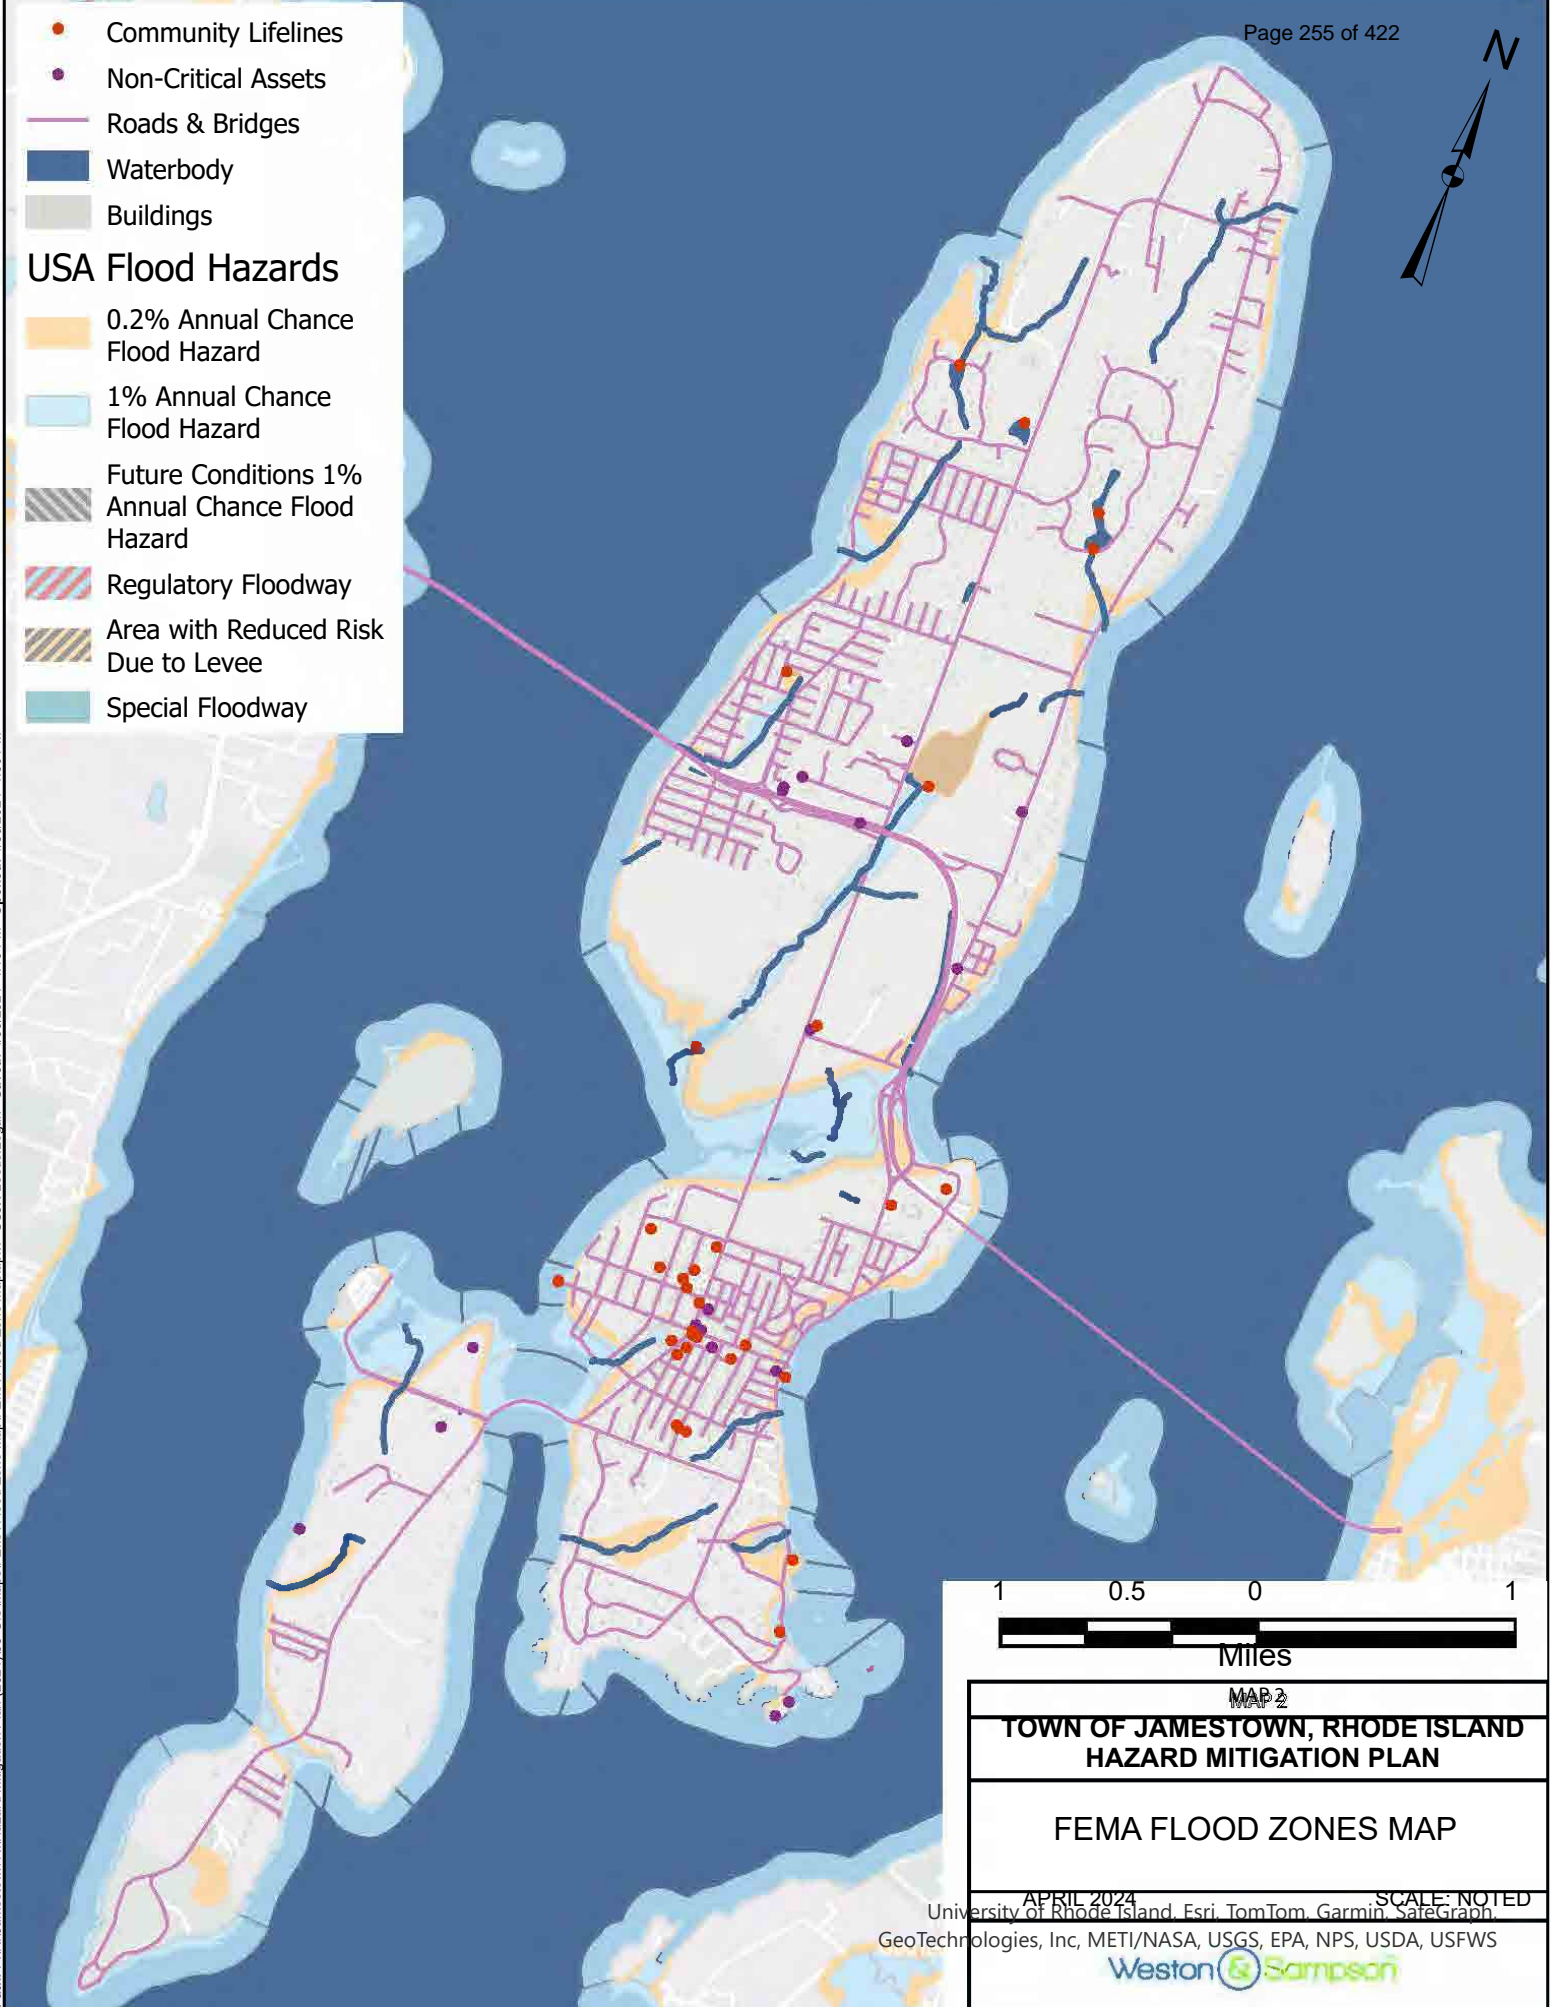 Community Lifelines
Non-Critical Assets
Roads & Bridges
Waterbody
Buildings
USA Flood Hazards
0.2% Annual Chance
Flood Hazard
1% Annual Chance
Flood Hazard
Future Conditions 1%
Annual Chance Flood
Hazard
Regulatory Floodway
Area with Reduced Risk
Due to Levee
Special Floodway
Page 255 of 422
N
1 0.5 0 1
Miles
MAP 2
TOWN OF JAMESTOWN, RHODE ISLAND
HAZARD MITIGATION PLAN
FEMA FLOOD ZONES MAP
APRIL 2024 SCALE: NOTED
University of Rhode Island, Esri, TomTom, Garmin, SafeGraph,
GeoTechnologies, Inc, METI/NASA, USGS, EPA, NPS, USDA, USFWS
Weston & Sampson